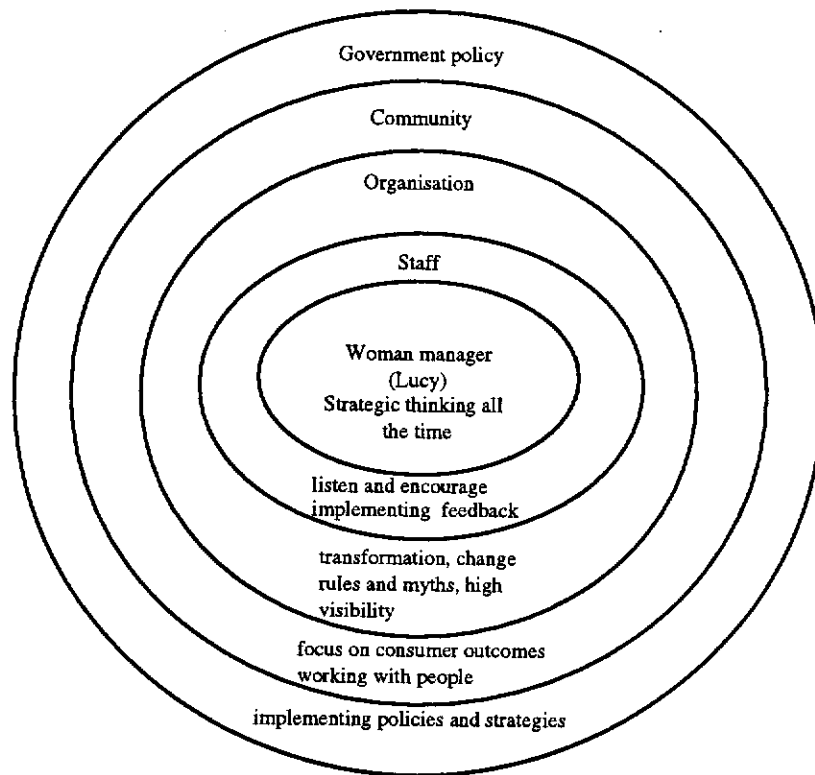 Government policy
Community
Organisation
Staff
Woman manager
(Lucy)
Strategic thinking all
the time
listen and encourage
implementing feedback
transformation, change
rules and myths, high
visibility
focus on consumer outcomes
working with people
implementing policies and strategies